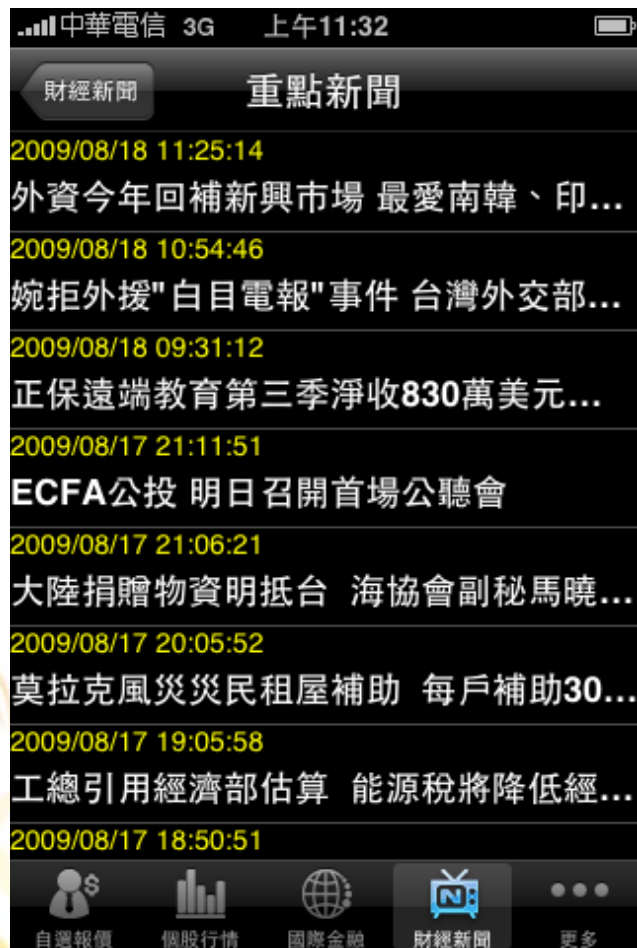 中華電信 3G 上午11:32
財經新聞 重點新聞
2009/08/18 11:25:14
外資今年回補新興市場 最愛南韓、印...
2009/08/18 10:54:46
婉拒外援"白目電報"事件 台灣外交部...
2009/08/18 09:31:12
正保遠端教育第三季淨收830萬美元...
2009/08/17 21:11:51
ECFA公投 明日召開首場公聽會
2009/08/17 21:06:21
大陸捐贈物資明抵台 海協會副秘馬曉...
2009/08/17 20:05:52
莫拉克風災災民租屋補助 每戶補助30...
2009/08/17 19:05:58
工總引用經濟部估算 能源稅將降低經...
2009/08/17 18:50:51
自選報價 個股行情 國際金融 財經新聞 更多